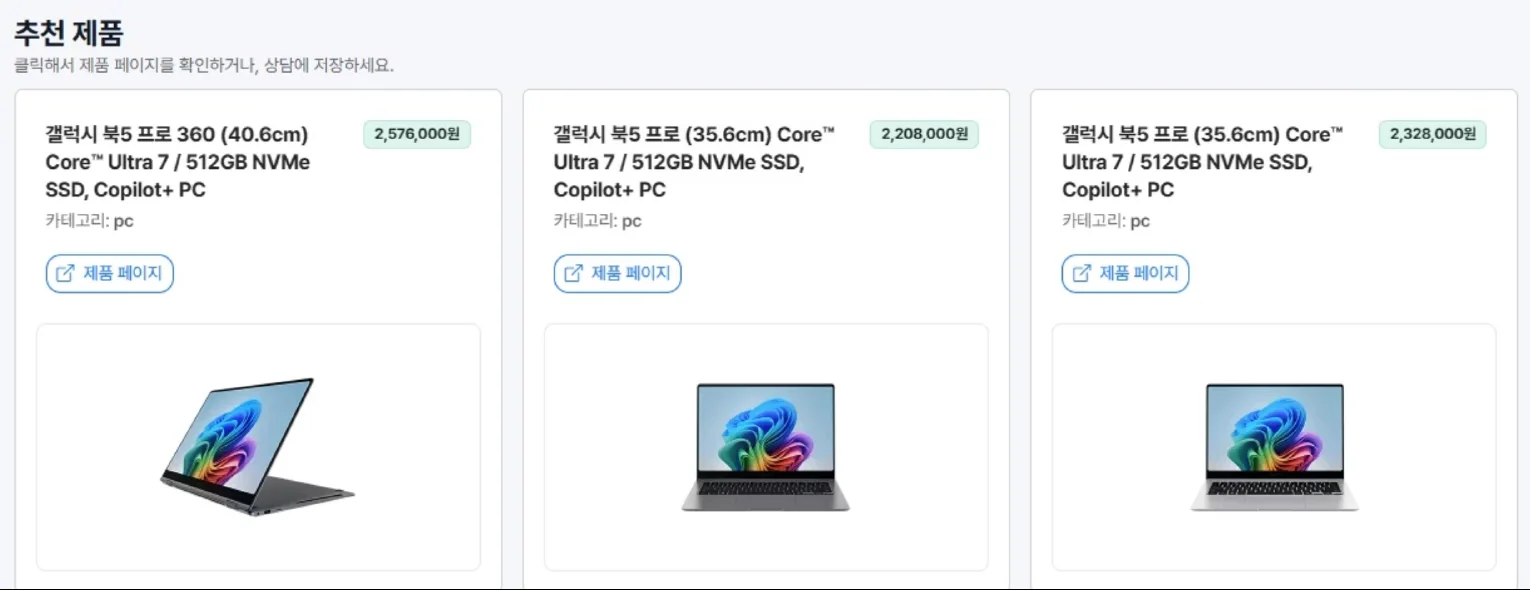 추천 제품
클릭해서 제품 페이지를 확인하거나, 상담에 저장하세요.
갤럭시 북5 프로 360 (40.6cm)
Core™ Ultra 7 / 512GB NVMe
SSD, Copilot+ PC
2,576,000원
카테고리: pc
제품 페이지
갤럭시 북5 프로 (35.6cm) Core™
Ultra 7 / 512GB NVMe SSD,
Copilot+ PC
2,208,000원
카테고리: pc
제품 페이지
갤럭시 북5 프로 (35.6cm) Core™
Ultra 7 / 512GB NVMe SSD,
Copilot+ PC
2,328,000원
카테고리: pc
제품 페이지